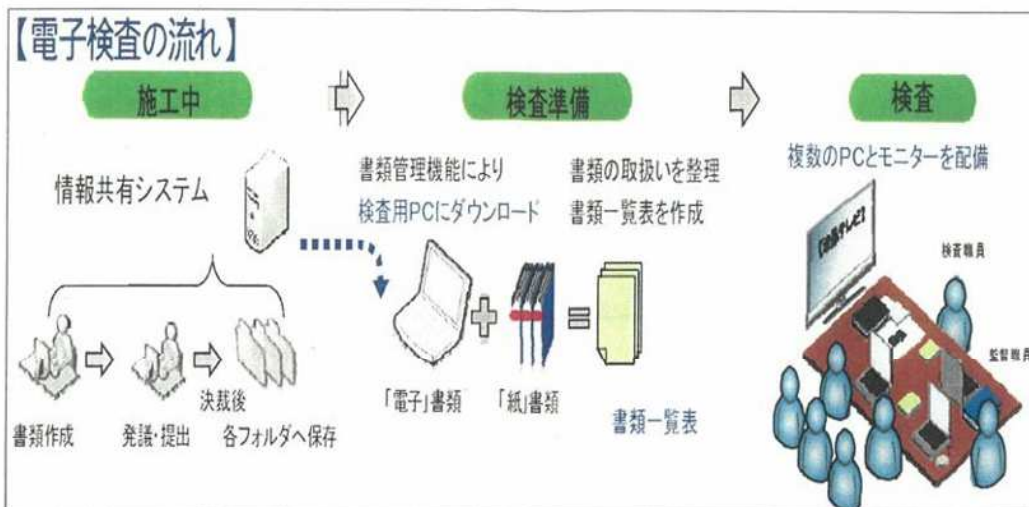 【電子検査の流れ】
施工中
検査準備
検査
情報共有システム
書類作成
発議・提出
決裁後
各フォルダへ保存
書類管理機能により
検査用PCにダウンロード
書類の取扱いを整理
書類一覧表を作成
「電子」書類
「紙」書類
書類一覧表
複数のPCとモニターを配備
検査職員
監督職員